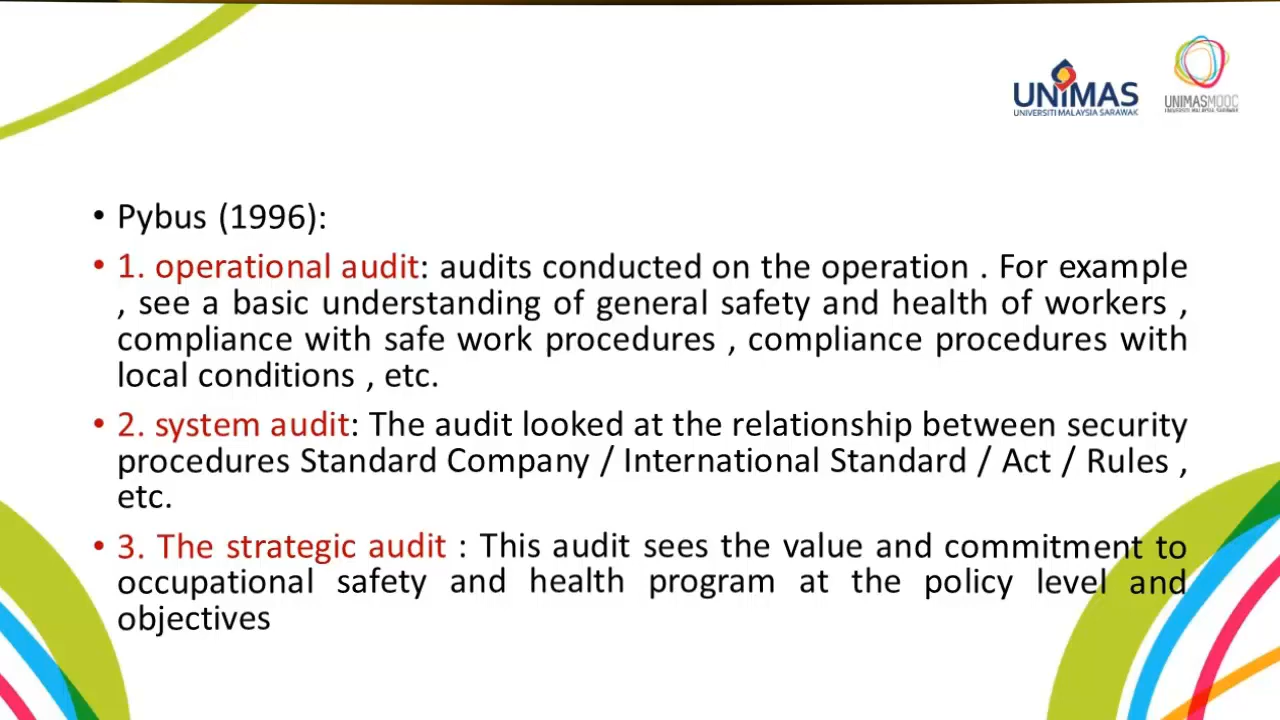 UNIMAS
UNIVERSITI MALAYSIA SARAWAK
UNIMASMOOC
UNIVERSITI MALAYSIA SARAWAK
• Pybus (1996):
• 1. operational audit: audits conducted on the operation . For example
, see a basic understanding of general safety and health of workers ,
compliance with safe work procedures , compliance procedures with
local conditions , etc.
• 2. system audit: The audit looked at the relationship between security
procedures Standard Company / International Standard / Act / Rules ,
etc.
• 3. The strategic audit : This audit sees the value and commitment to
occupational safety and health program at the policy level and
objectives